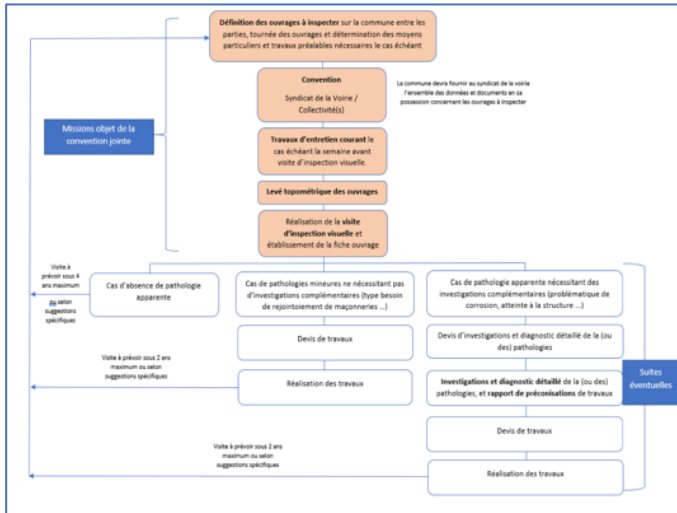 Définition des ouvrages à inspecter sur la commune entre les
parties, tournée des ouvrages et détermination des moyens
particuliers et travaux préalables nécessaires le cas échéant
Convention
Syndicat de la Voirie /
Collectivité(s)
La commune devra fournir au syndicat de la voirie
l'ensemble des données et documents en sa
possession concernant les ouvrages à inspecter
Missions objet de la
convention jointe
Travaux d'entretien courant le
cas échéant la semaine avant
visite d'inspection visuelle.
Levé topométrique des ouvrages
Réalisation de la visite
d'inspection visuelle et
établissement de la fiche ouvrage
Visite à
prévoir sous 4
ans maximum
ou selon
suggestions
spécifiques
Cas d'absence de pathologie
apparente
Cas de pathologies mineures ne nécessitant pas
d'investigations complémentaires (type besoin
de rejointoiement de maçonneries ...)
Cas de pathologie apparente nécessitant des
investigations complémentaires (problématique de
corrosion, atteinte à la structure ...)
Devis de travaux
Devis d'investigations et diagnostic détaillé de la (ou
des) pathologies
Visite à prévoir sous 2 ans
maximum ou selon
suggestions spécifiques
Réalisation des travaux
Investigations et diagnostic détaillé de la (ou des)
pathologies, et rapport de préconisations de travaux
Suites
éventuelles
Devis de travaux
Visite à prévoir sous 2 ans
maximum ou selon
suggestions spécifiques
Réalisation des travaux